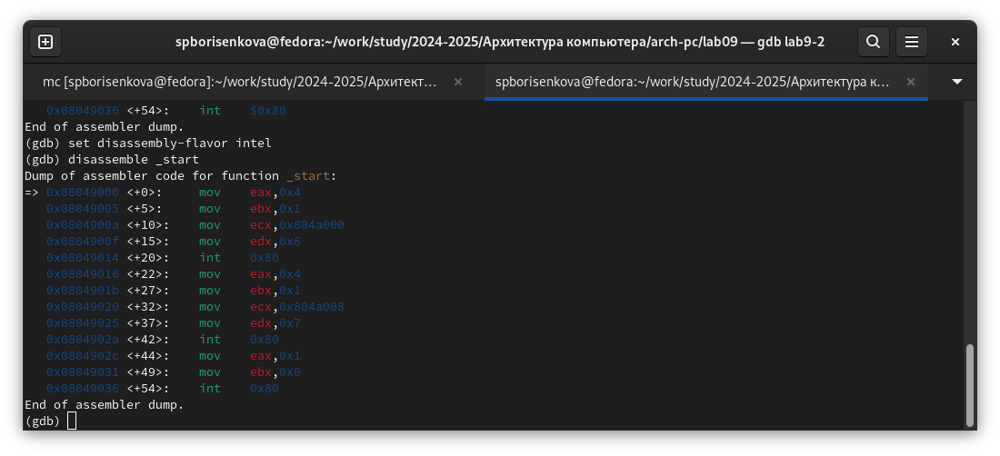 spborisenkova@fedora:~/work/study/2024-2025/Архитектура компьютера/arch-pc/lab09 — gdb lab9-2
mc [spborisenkova@fedora]:~/work/study/2024-2025/Архитект… spborisenkova@fedora:~/work/study/2024-2025/Архитектура к…
   0x08049036 <+54>:    int    $0x80
End of assembler dump.
(gdb) set disassembly-flavor intel
(gdb) disassemble _start
Dump of assembler code for function _start:
=> 0x08049000 <+0>:     mov    eax,0x4
   0x08049005 <+5>:     mov    ebx,0x1
   0x0804900a <+10>:    mov    ecx,0x804a000
   0x0804900f <+15>:    mov    edx,0x8
   0x08049014 <+20>:    int    0x80
   0x08049016 <+22>:    mov    eax,0x4
   0x0804901b <+27>:    mov    ebx,0x1
   0x08049020 <+32>:    mov    ecx,0x804a008
   0x08049025 <+37>:    mov    edx,0x7
   0x0804902a <+42>:    int    0x80
   0x0804902c <+44>:    mov    eax,0x1
   0x08049031 <+49>:    mov    ebx,0x0
   0x08049036 <+54>:    int    0x80
End of assembler dump.
(gdb)